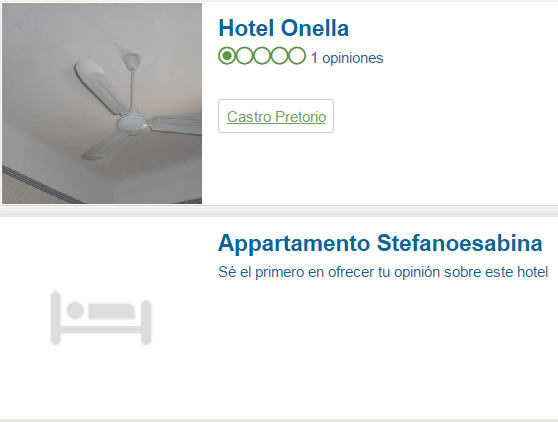 Hotel Onella
1 opiniones
Castro Pretorio
Appartamento Stefanoesabina
Sé el primero en ofrecer tu opinión sobre este hotel